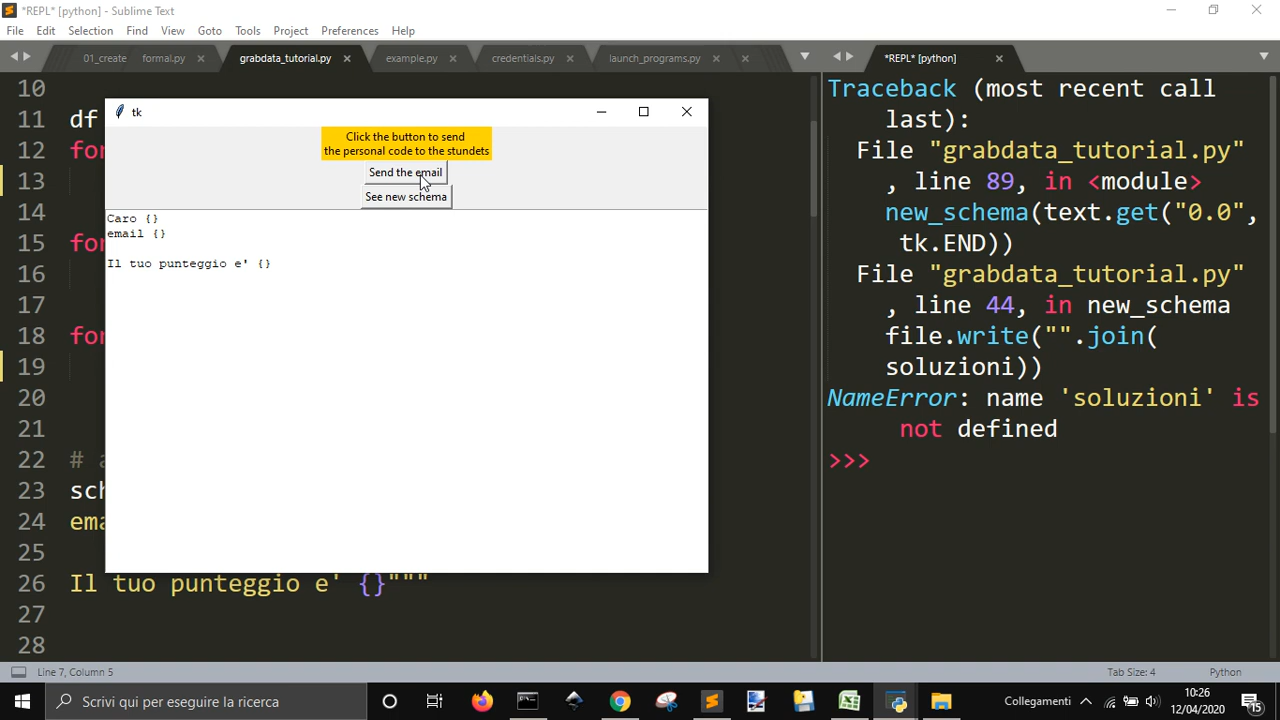 *REPL* [python] - Sublime Text
File Edit Selection Find View Goto Tools Project Preferences Help
01_create formal.py grabdata_tutorial.py example.py credentials.py launch_programs.py *REPL* [python]
10
11 df
12 for
13
14
15 for
16
17
18 for
19
20
21
22 #
23 sch
24 ema
25
26 Il tuo punteggio e' {}"""
27
28
tk
Click the button to send
the personal code to the stundets
Send the email
See new schema
Caro {}
email {}
Il tuo punteggio e' {}
Traceback (most recent call
last):
File "grabdata_tutorial.py"
, line 89, in <module>
new_schema(text.get("0.0",
tk.END))
File "grabdata_tutorial.py"
, line 44, in new_schema
file.write("".join(
soluzioni))
NameError: name 'soluzioni' is
not defined
>>>
Line 7, Column 5 Tab Size: 4 Python
Scrivi qui per eseguire la ricerca
Collegamenti
10:26
12/04/2020
15